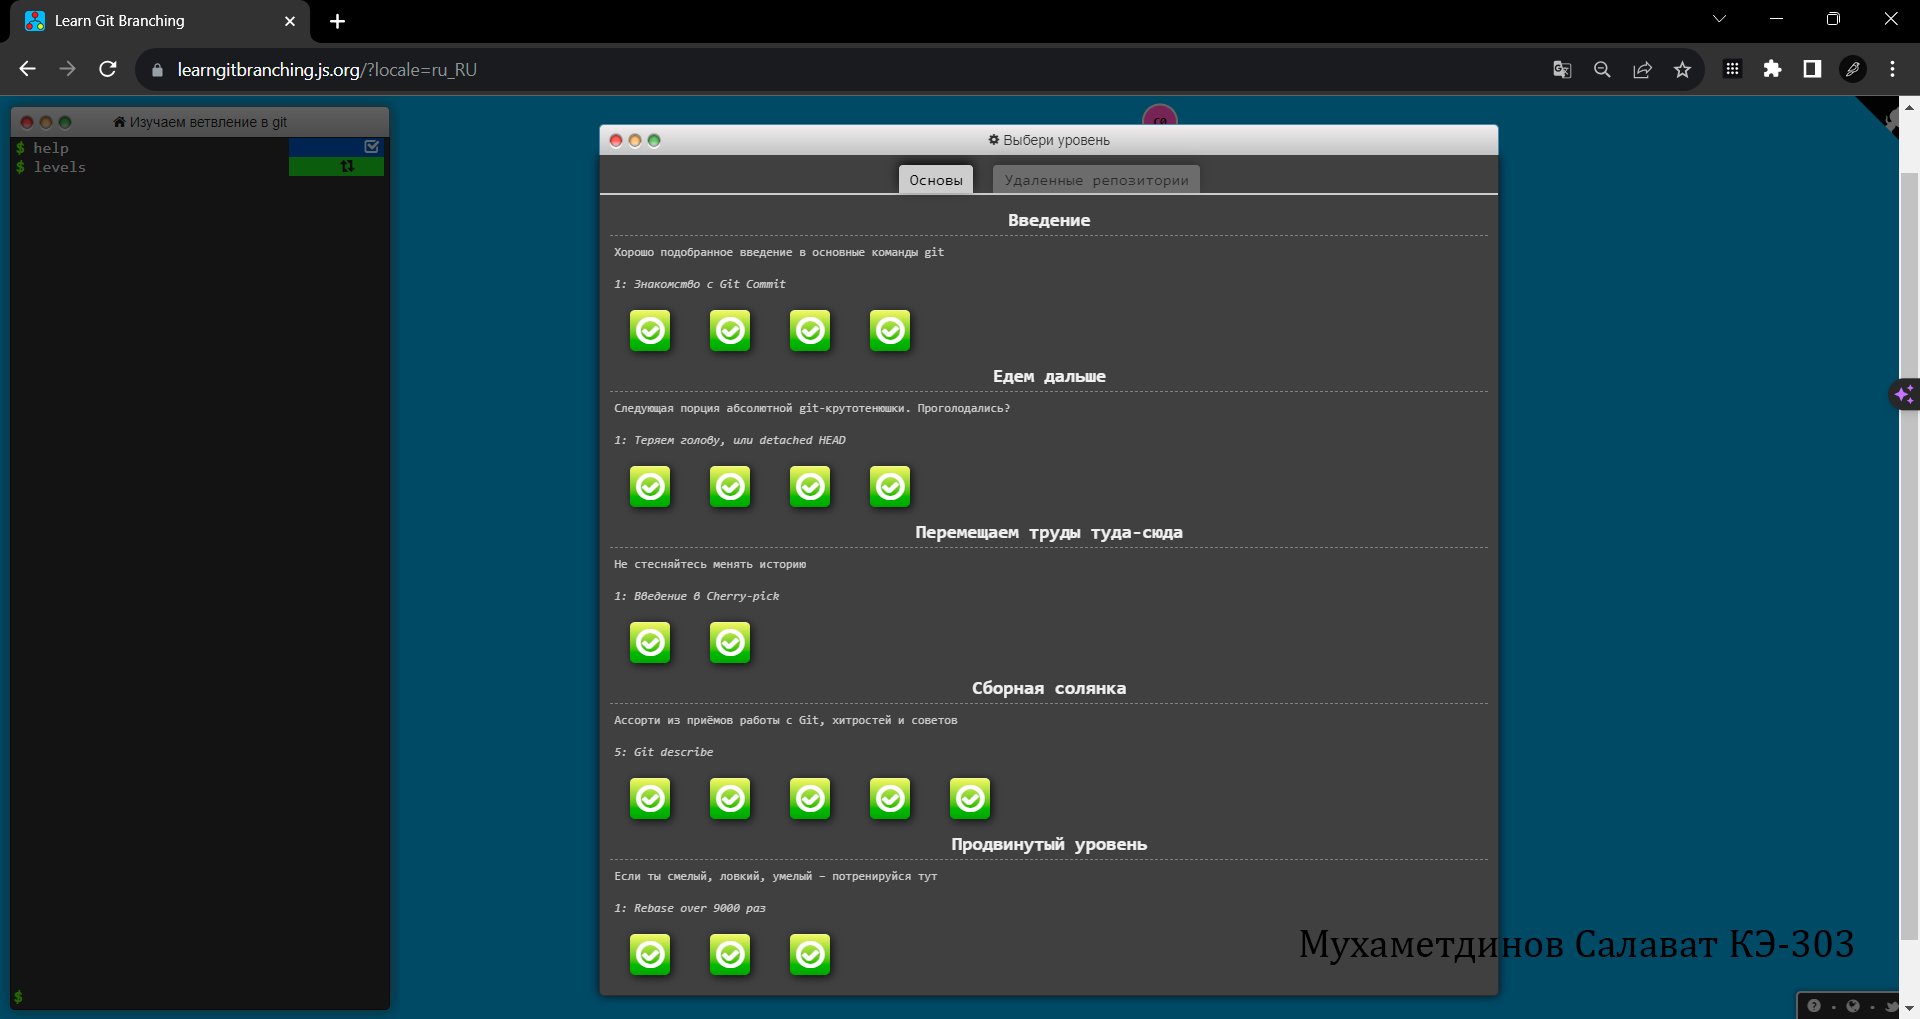 Learn Git Branching
learngitbranching.js.org/?locale=ru_RU
Изучаем ветвление в git
$ help
$ levels
$
C0
Выбери уровень
Основы
Удаленные репозитории
Введение
Хорошо подобранное введение в основные команды git
1: Знакомство с Git Commit
Едем дальше
Следующая порция абсолютной git-крутотенюшки. Проголодались?
1: Теряем голову, или detached HEAD
Перемещаем труды туда-сюда
Не стесняйтесь менять историю
1: Введение в Cherry-pick
Сборная солянка
Ассорти из приёмов работы с Git, хитростей и советов
5: Git describe
Продвинутый уровень
Если ты смелый, ловкий, умелый – потренируйся тут
1: Rebase over 9000 раз
Мухаметдинов Салават КЭ-303